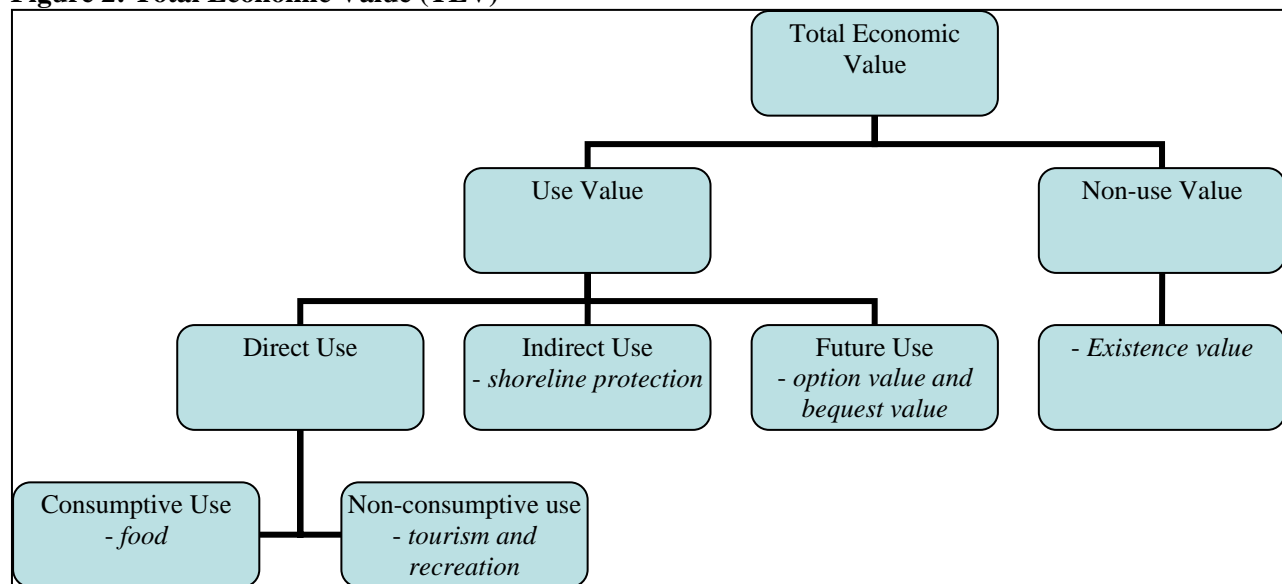 Figure 2: Total Economic Value (TEV)
Total Economic
Value
Use Value
Non-use Value
Direct Use
Indirect Use
- shoreline protection
Future Use
- option value and
bequest value
- Existence value
Consumptive Use
- food
Non-consumptive use
- tourism and
recreation